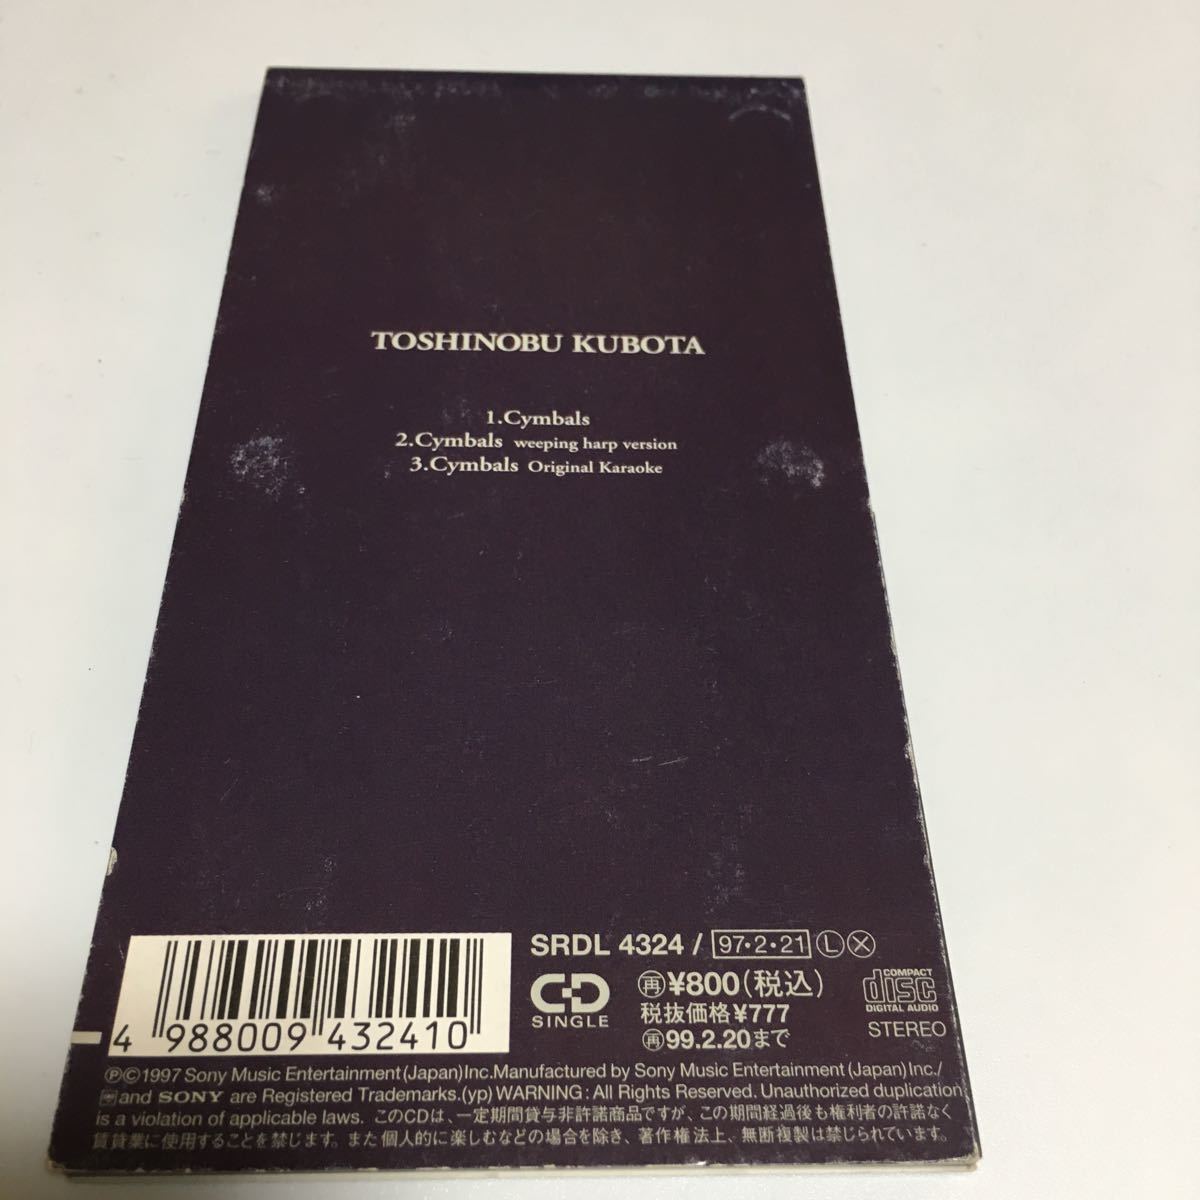 TOSHINOBU KUBOTA
1.Cymbals
2.Cymbals weeping harp version
3.Cymbals Original Karaoke
SRDL 4324 / 97・2・21 L X
CD SINGLE
再¥800(税込)
税抜価格¥777
再99.2.20まで
COMPACT disc DIGITAL AUDIO
STEREO
4 988009 432410
Ⓟ©1997 Sony Music Entertainment(Japan)Inc.Manufactured by Sony Music Entertainment (Japan)Inc./
and SONY are Registered Trademarks.(yp) WARNING: All Rights Reserved. Unauthorized duplication
is a violation of applicable laws. このCDは、一定期間貸与非許諾商品ですが、この期間経過後も権利者の許諾なく
賃貸業に使用することを禁じます。また個人的に楽しむなどの場合を除き、著作権法上、無断複製は禁じられています。